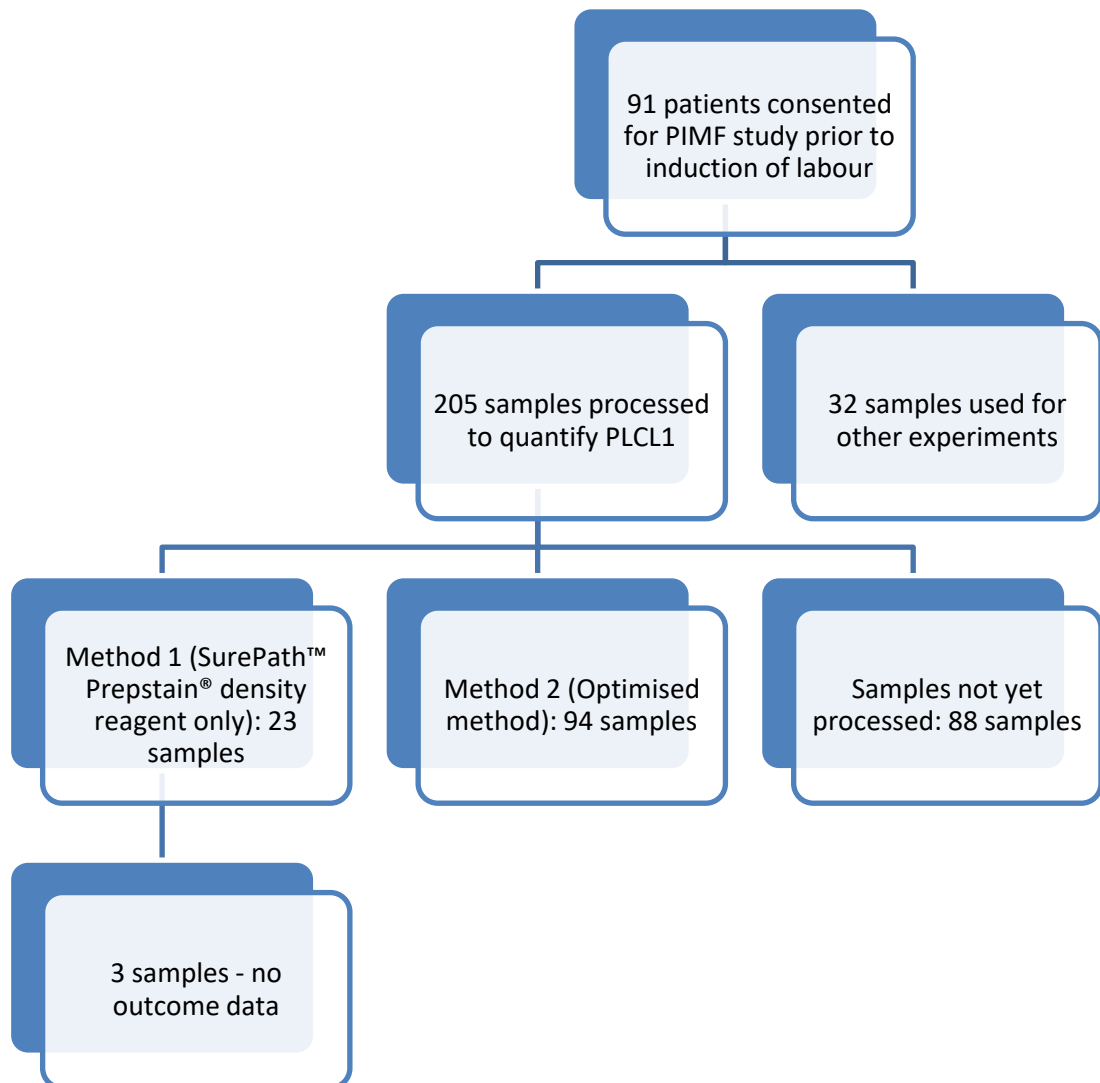 91 patients consented
for PIMF study prior to
induction of labour
205 samples processed
to quantify PLCL1
32 samples used for
other experiments
Method 1 (SurePath™
Prepstain® density
reagent only): 23
samples
Method 2 (Optimised
method): 94 samples
Samples not yet
processed: 88 samples
3 samples - no
outcome data